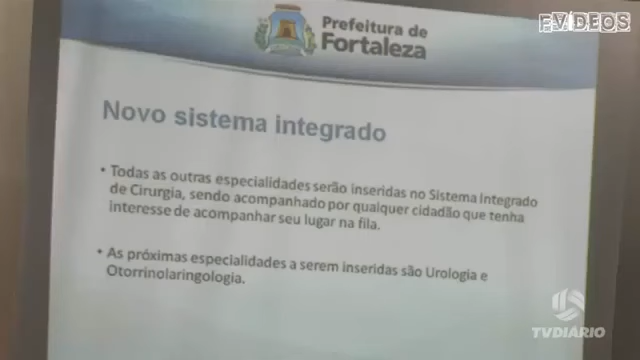 EVIDEOS
Prefeitura de
Fortaleza
Novo sistema integrado
• Todas as outras especialidades serão inseridas no Sistema Integrado
de Cirurgia, sendo acompanhado por qualquer cidadão que tenha
interesse de acompanhar seu lugar na fila.
• As próximas especialidades a serem inseridas são Urologia e
Otorrinolaringologia.
TVDIÁRIO